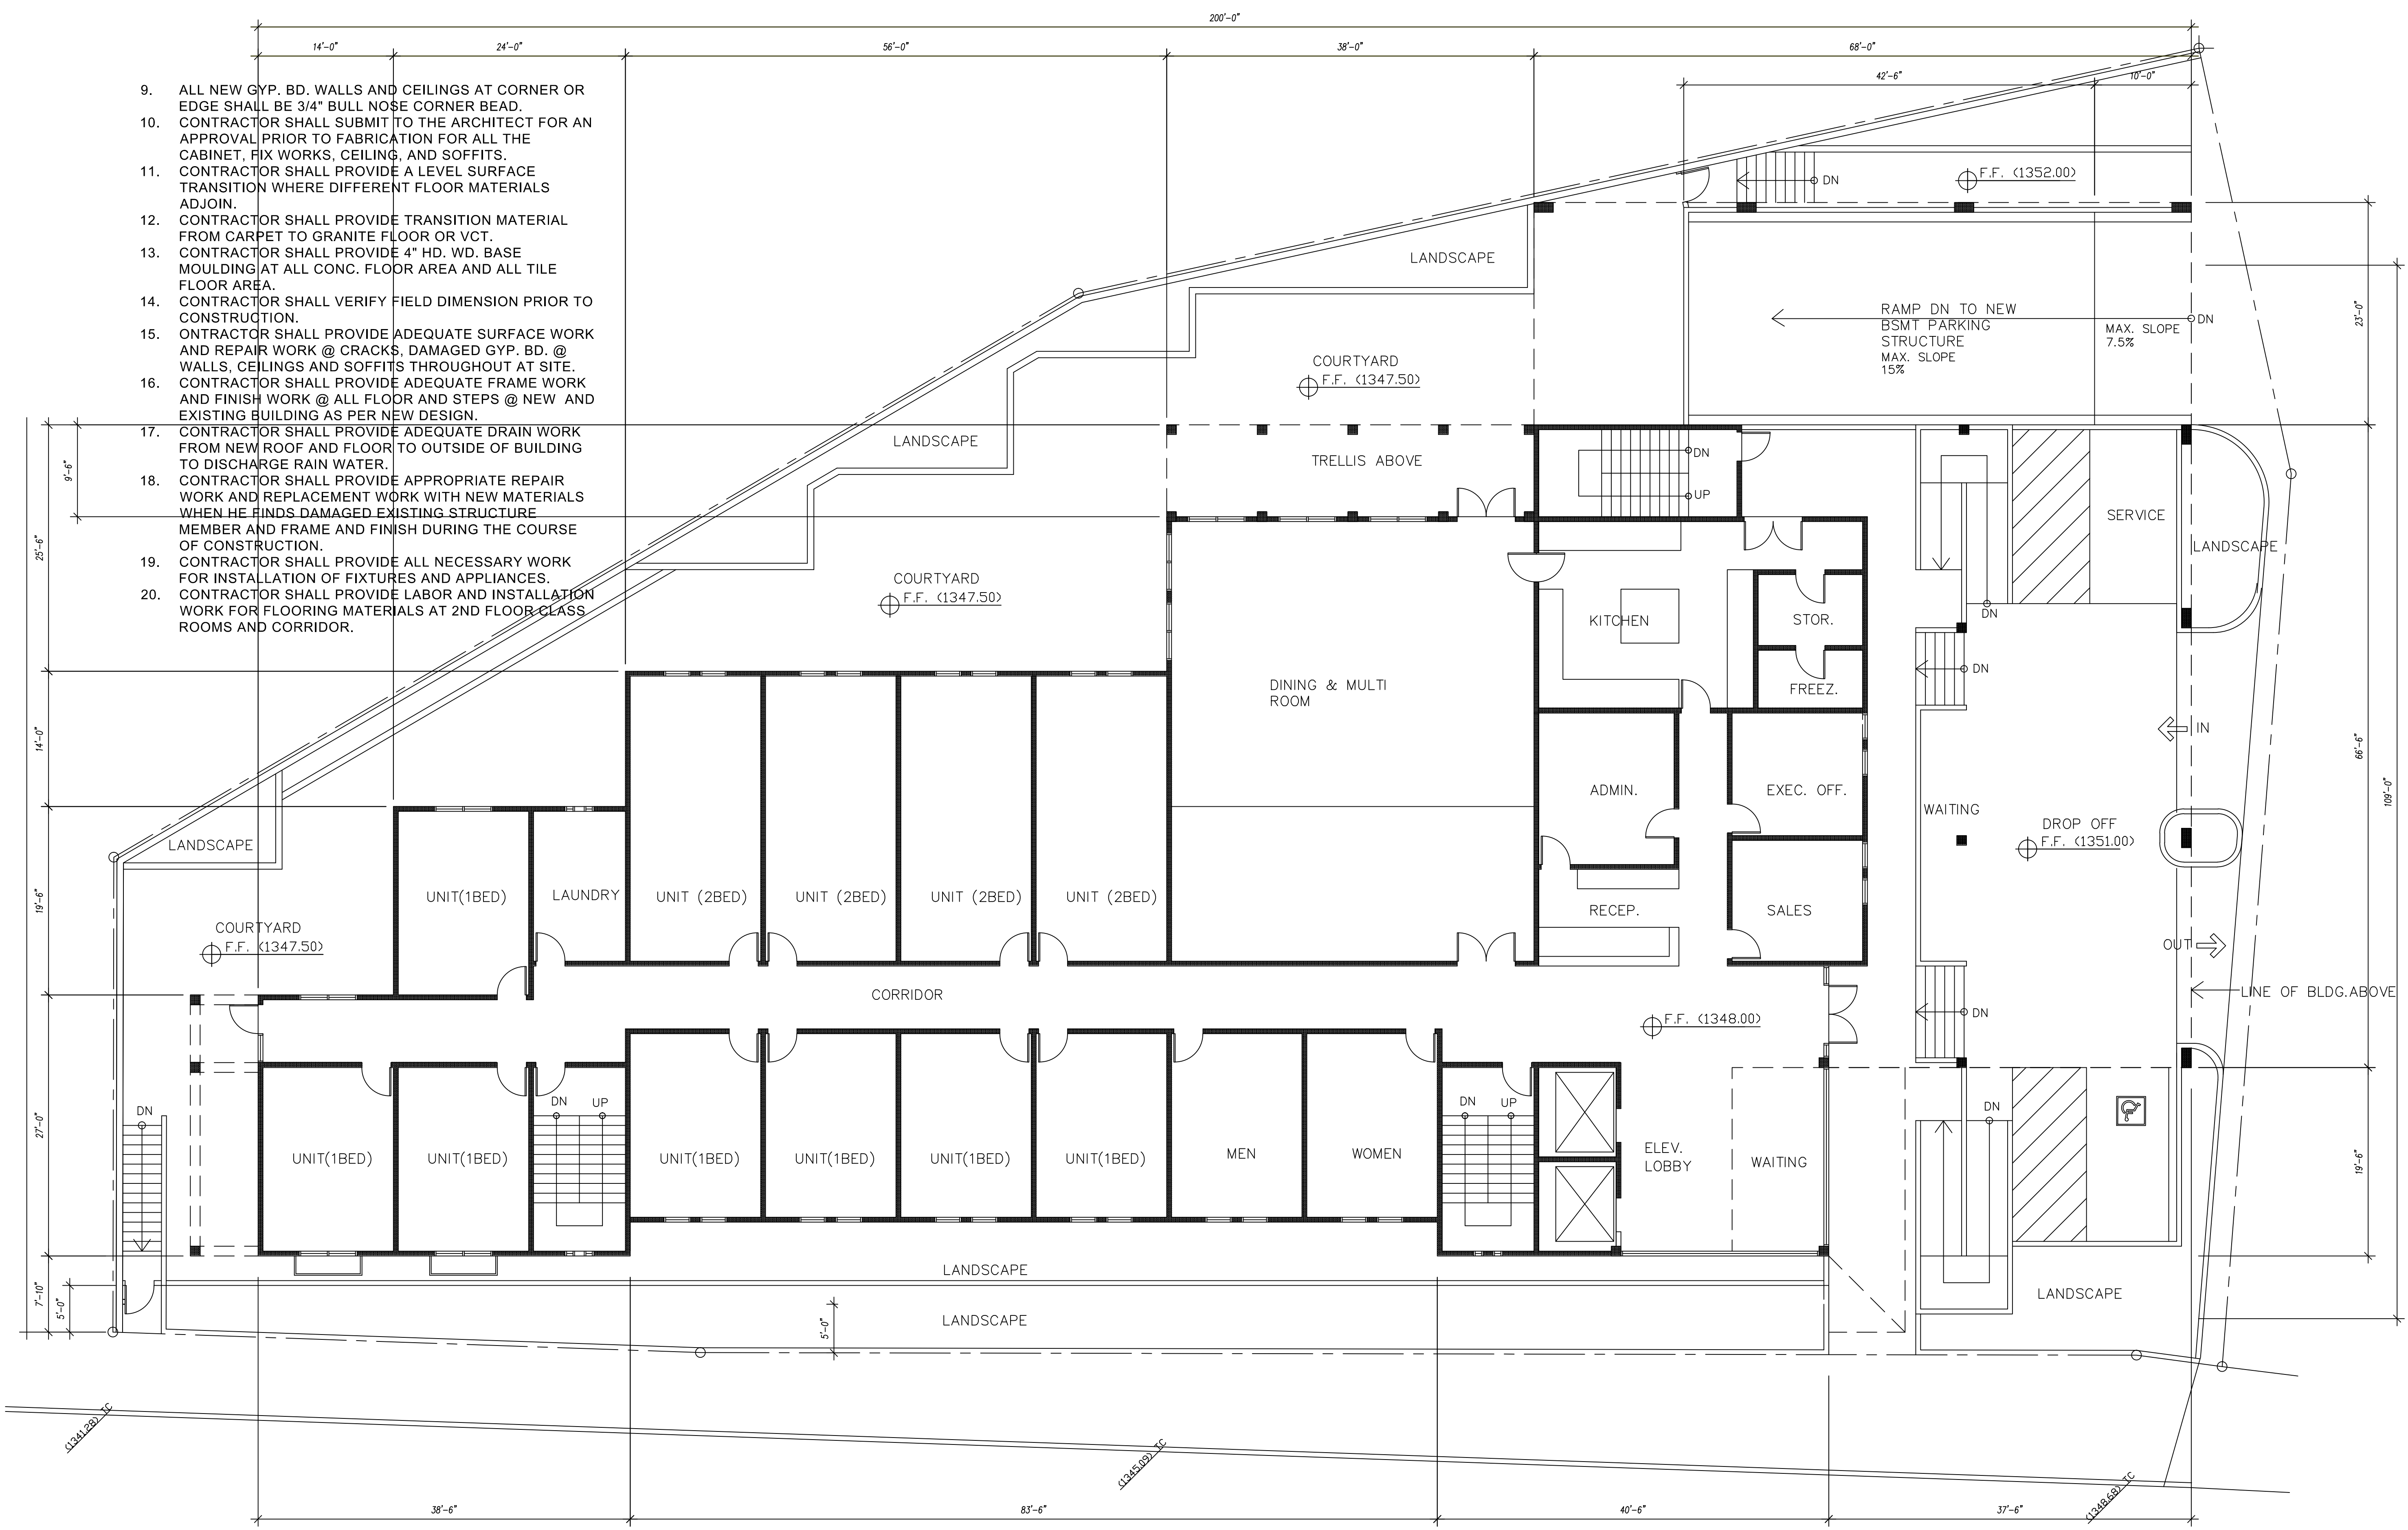 200'-0"
14'-0"
24'-0"
56'-0"
38'-0"
68'-0"
42'-6"
10'-0"
9. ALL NEW GYP. BD. WALLS AND CEILINGS AT CORNER OR
EDGE SHALL BE 3/4" BULL NOSE CORNER BEAD.
10. CONTRACTOR SHALL SUBMIT TO THE ARCHITECT FOR AN
APPROVAL PRIOR TO FABRICATION FOR ALL THE
CABINET, FIX WORKS, CEILING, AND SOFFITS.
11. CONTRACTOR SHALL PROVIDE A LEVEL SURFACE
TRANSITION WHERE DIFFERENT FLOOR MATERIALS
ADJOIN.
12. CONTRACTOR SHALL PROVIDE TRANSITION MATERIAL
FROM CARPET TO GRANITE FLOOR OR VCT.
13. CONTRACTOR SHALL PROVIDE 4" HD. WD. BASE
MOULDING AT ALL CONC. FLOOR AREA AND ALL TILE
FLOOR AREA.
14. CONTRACTOR SHALL VERIFY FIELD DIMENSION PRIOR TO
CONSTRUCTION.
15. ONTRACTOR SHALL PROVIDE ADEQUATE SURFACE WORK
AND REPAIR WORK @ CRACKS, DAMAGED GYP. BD. @
WALLS, CEILINGS AND SOFFITS THROUGHOUT AT SITE.
16. CONTRACTOR SHALL PROVIDE ADEQUATE FRAME WORK
AND FINISH WORK @ ALL FLOOR AND STEPS @ NEW AND
EXISTING BUILDING AS PER NEW DESIGN.
17. CONTRACTOR SHALL PROVIDE ADEQUATE DRAIN WORK
FROM NEW ROOF AND FLOOR TO OUTSIDE OF BUILDING
TO DISCHARGE RAIN WATER.
18. CONTRACTOR SHALL PROVIDE APPROPRIATE REPAIR
WORK AND REPLACEMENT WORK WITH NEW MATERIALS
WHEN HE FINDS DAMAGED EXISTING STRUCTURE
MEMBER AND FRAME AND FINISH DURING THE COURSE
OF CONSTRUCTION.
19. CONTRACTOR SHALL PROVIDE ALL NECESSARY WORK
FOR INSTALLATION OF FIXTURES AND APPLIANCES.
20. CONTRACTOR SHALL PROVIDE LABOR AND INSTALLATION
WORK FOR FLOORING MATERIALS AT 2ND FLOOR CLASS
ROOMS AND CORRIDOR.
DN
F.F. (1352.00)
LANDSCAPE
RAMP DN TO NEW
BSMT PARKING
STRUCTURE
MAX. SLOPE
15%
MAX. SLOPE
7.5%
DN
23'-0"
COURTYARD
F.F. (1347.50)
LANDSCAPE
TRELLIS ABOVE
DN
UP
SERVICE
LANDSCAPE
9'-6"
25'-6"
COURTYARD
F.F. (1347.50)
KITCHEN
STOR.
DN
DN
DINING & MULTI
ROOM
FREEZ.
IN
14'-0"
66'-6"
109'-0"
ADMIN.
EXEC. OFF.
WAITING
DROP OFF
F.F. (1351.00)
LANDSCAPE
19'-6"
UNIT(1BED)
LAUNDRY
UNIT (2BED)
UNIT (2BED)
UNIT (2BED)
UNIT (2BED)
RECEP.
SALES
COURTYARD
F.F. (1347.50)
OUT
CORRIDOR
LINE OF BLDG.ABOVE
F.F. (1348.00)
DN
DN
DN
UP
DN
UP
DN
27'-0"
UNIT(1BED)
UNIT(1BED)
UNIT(1BED)
UNIT(1BED)
UNIT(1BED)
UNIT(1BED)
MEN
WOMEN
ELEV.
LOBBY
WAITING
19'-6"
LANDSCAPE
LANDSCAPE
7'-10"
5'-0"
LANDSCAPE
5'-0"
(1341.28) TC
(1345.09) TC
(1348.68) TC
38'-6"
83'-6"
40'-6"
37'-6"